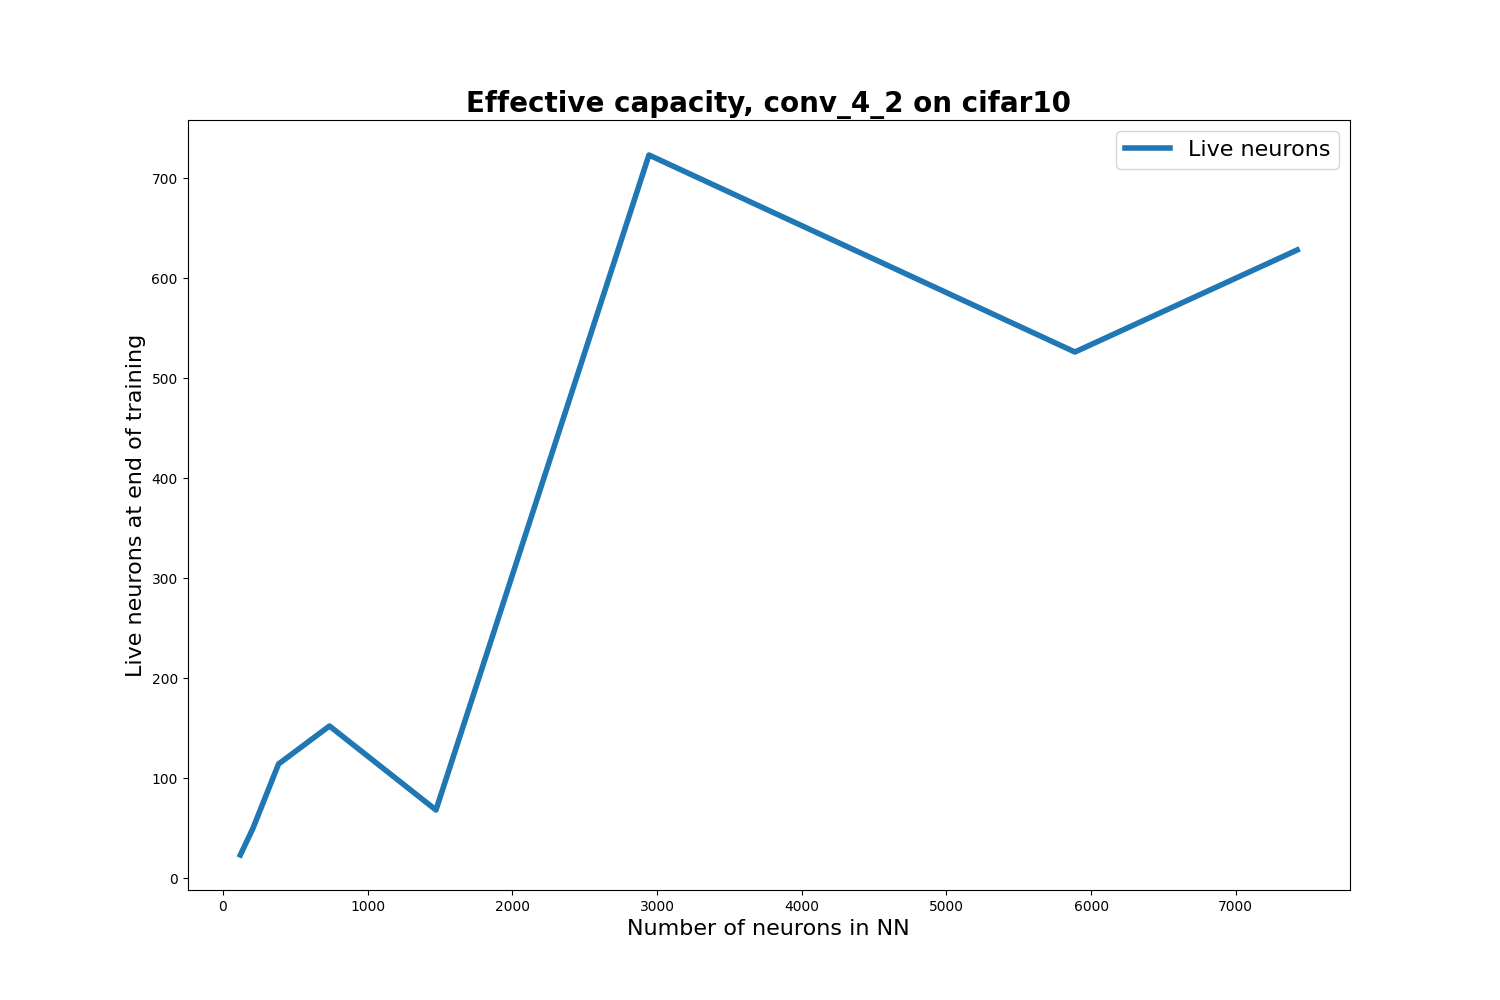 Effective capacity, conv_4_2 on cifar10
Live neurons
700
600
500
400
300
200
100
0
Live neurons at end of training
0 1000 2000 3000 4000 5000 6000 7000
Number of neurons in NN